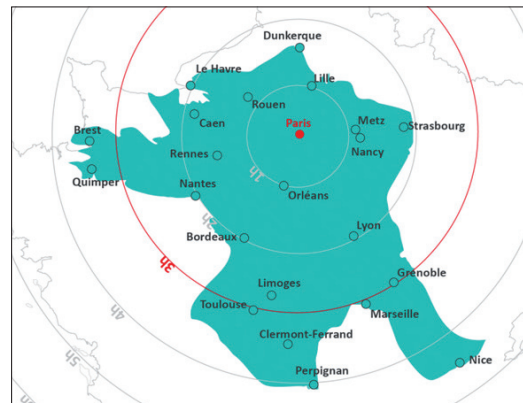 Dunkerque
Le Havre
Lille
Rouen
Caen
Paris
Metz
Strasbourg
Brest
Nancy
Rennes
Quimper
1h
Nantes
Orléans
2h
Lyon
Bordeaux
3h
Grénoble
Limoges
4h
Toulouse
Marseille
Clermont-Ferrand
5h
Nice
Perpignan